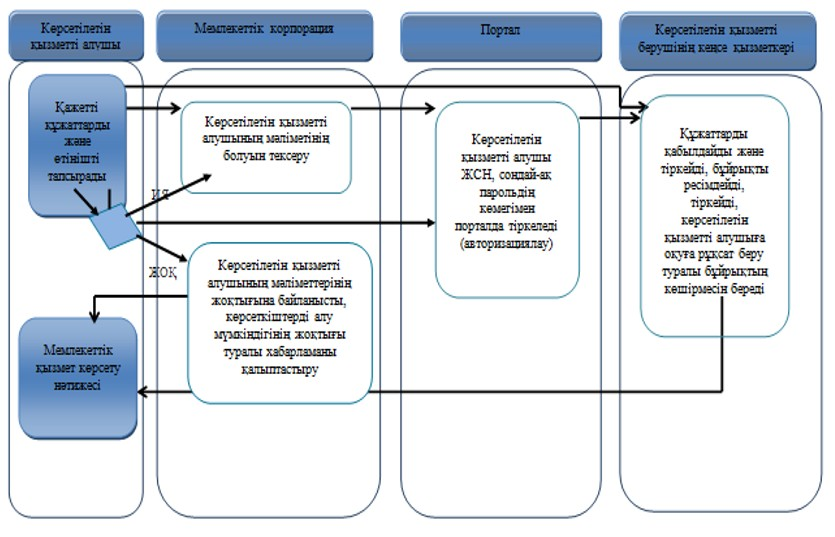 Көрсетілетін
қызметті алушы
Мемлекеттік корпорация
Портал
Көрсетілетін қызметті
берушінің кеңсе қызметкері
Қажетті
құжаттарды
және
өтінішті
тапсырады
Көрсетілетін қызметті
алушының мәліметінің
болуын тексеру
ИЯ
ЖОҚ
Көрсетілетін қызметті
алушының мәліметтерінің
жоқтығына байланысты,
көрсеткіштерді алу
мүмкіндігінің жоқтығы
туралы хабарламаны
қалыптастыру
Көрсетілетін
қызметті алушы
ЖСН, сондай-ақ
парольдің
көмегімен
порталда тіркеледі
(авторизациялау)
Құжаттарды
қабылдайды және
тіркейді, бұйрықты
ресімдейді,
тіркейді,
көрсетілетін
қызметті алушыға
оқуға рұқсат беру
туралы бұйрықтың
көшірмесін береді
Мемлекеттік
қызмет көрсету
нәтижесі